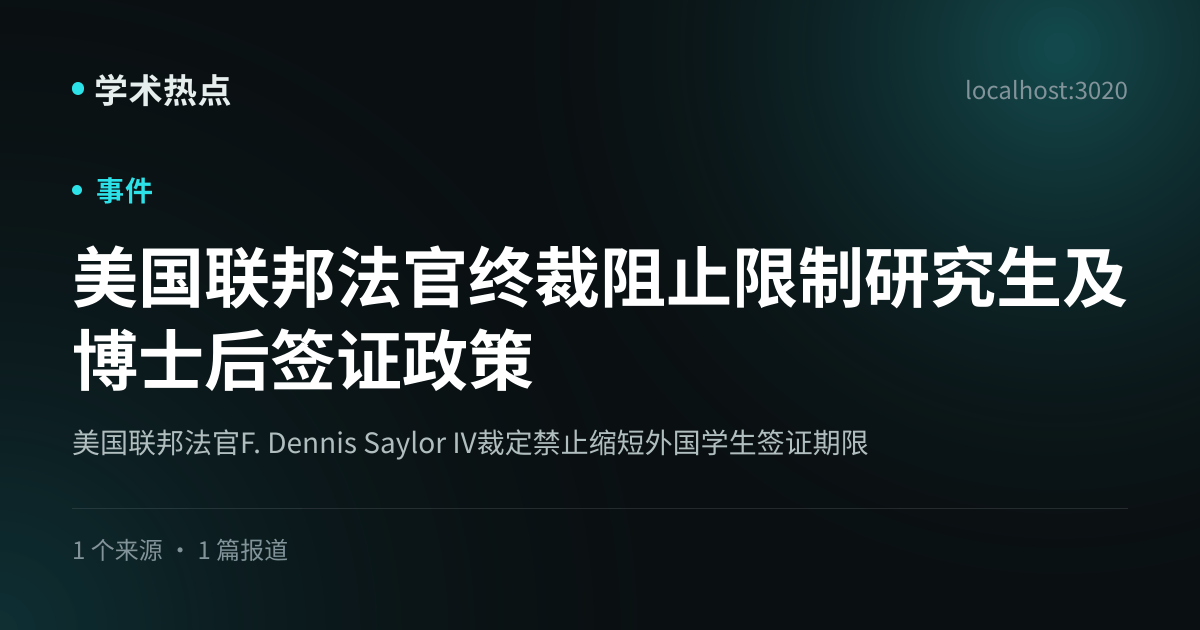 学术热点
localhost:3020
事件
美国联邦法官终裁阻止限制研究生及
博士后签证政策
美国联邦法官F. Dennis Saylor IV裁定禁止缩短外国学生签证期限
1 个来源 · 1 篇报道